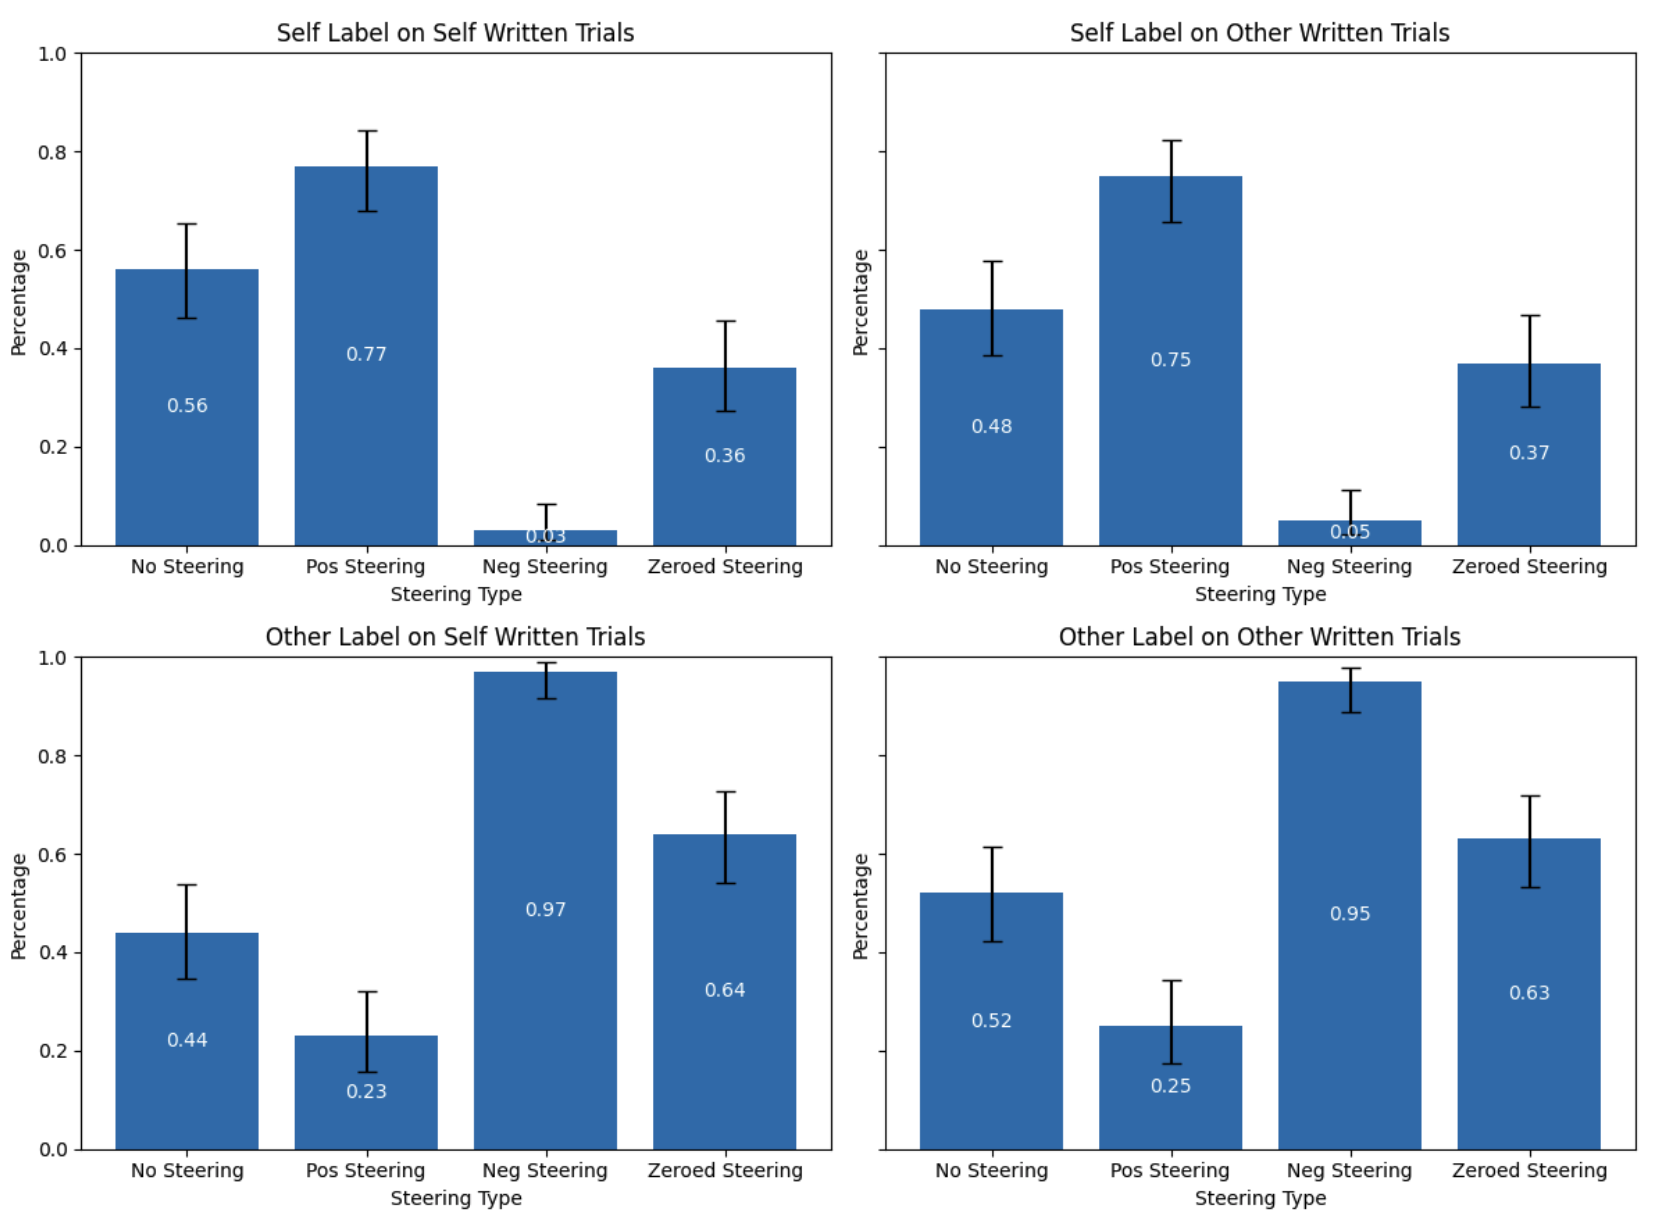 Self Label on Self Written Trials
Percentage
1.0
0.8
0.6
0.4
0.2
0.0
0.56
0.77
0.03
0.36
No Steering Pos Steering Neg Steering Zeroed Steering
Steering Type
Self Label on Other Written Trials
Percentage
0.48
0.75
0.05
0.37
No Steering Pos Steering Neg Steering Zeroed Steering
Steering Type
Other Label on Self Written Trials
Percentage
1.0
0.8
0.6
0.4
0.2
0.0
0.44
0.23
0.97
0.64
No Steering Pos Steering Neg Steering Zeroed Steering
Steering Type
Other Label on Other Written Trials
Percentage
0.52
0.25
0.95
0.63
No Steering Pos Steering Neg Steering Zeroed Steering
Steering Type